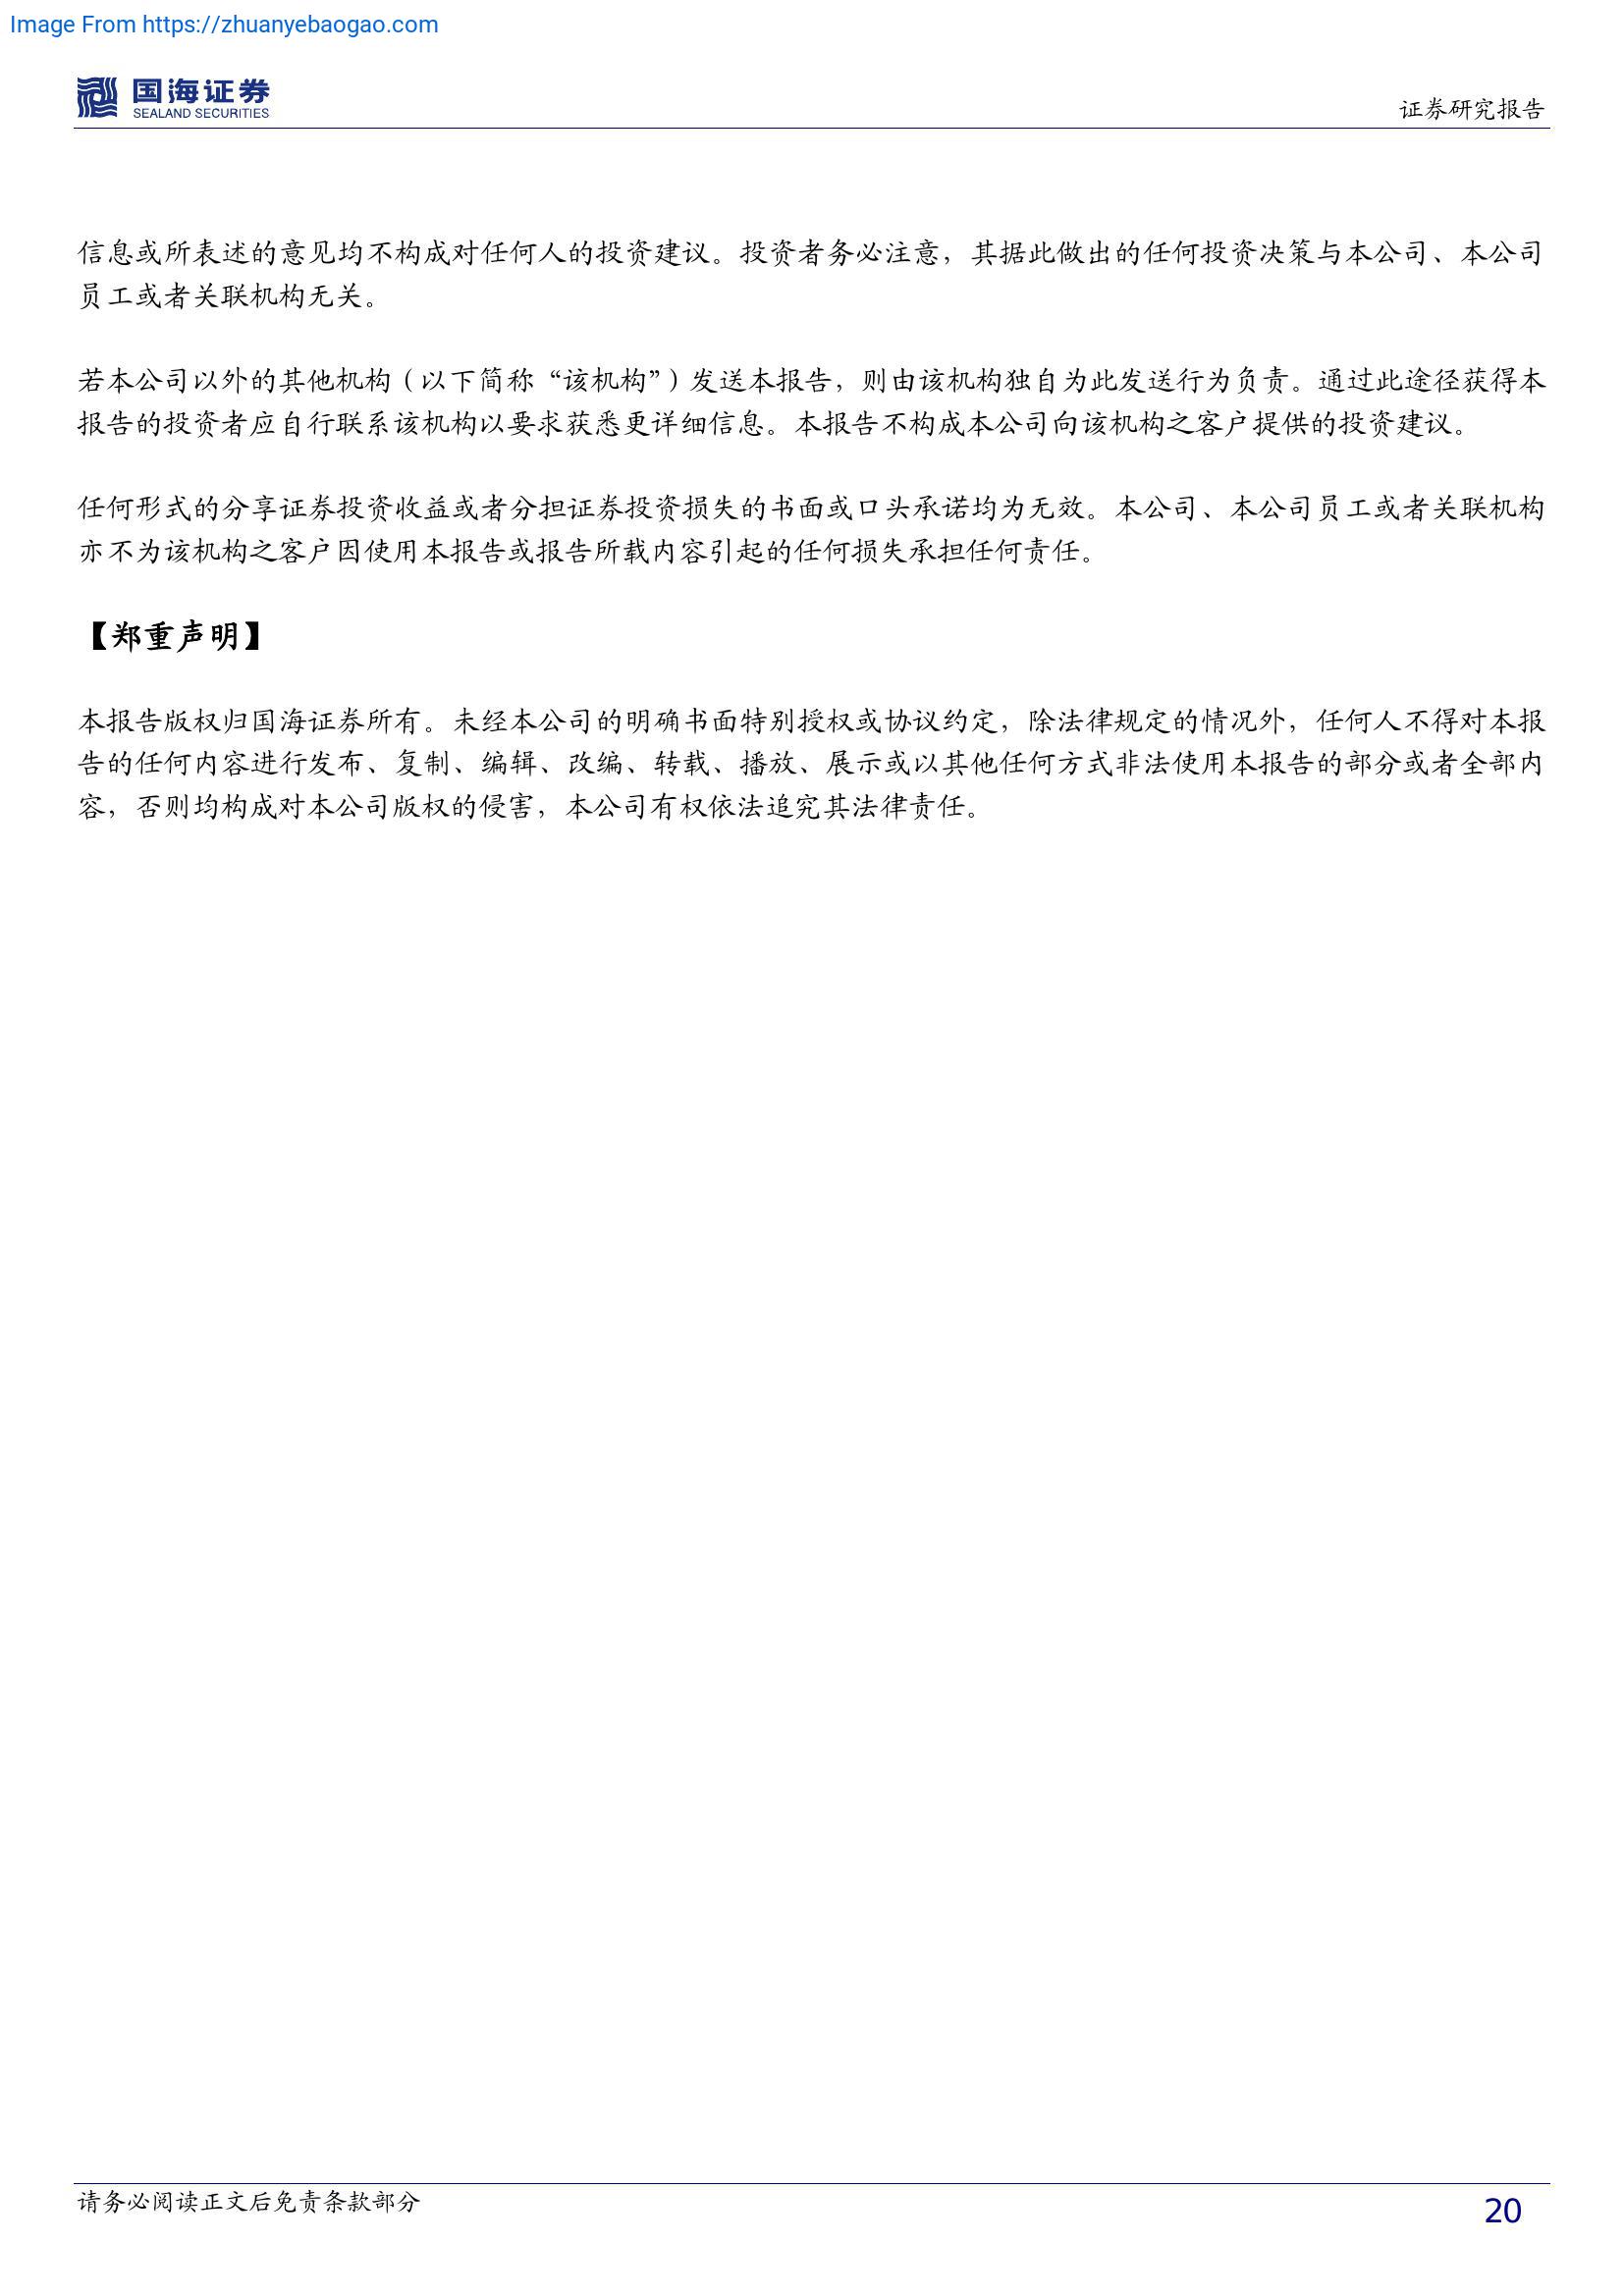 Image From https://zhuanyebaogao.com
国海证券
SEALAND SECURITIES
证券研究报告
信息或所表述的意见均不构成对任何人的投资建议。投资者务必注意，其据此做出的任何投资决策与本公司、本公司
员工或者关联机构无关。
若本公司以外的其他机构（以下简称“该机构”）发送本报告，则由该机构独自为此发送行为负责。通过此途径获得本
报告的投资者应自行联系该机构以要求获悉更详细信息。本报告不构成本公司向该机构之客户提供的投资建议。
任何形式的分享证券投资收益或者分担证券投资损失的书面或口头承诺均为无效。本公司、本公司员工或者关联机构
亦不为该机构之客户因使用本报告或报告所载内容引起的任何损失承担任何责任。
【郑重声明】
本报告版权归国海证券所有。未经本公司的明确书面特别授权或协议约定，除法律规定的情况外，任何人不得对本报
告的任何内容进行发布、复制、编辑、改编、转载、播放、展示或以其他任何方式非法使用本报告的部分或者全部内
容，否则均构成对本公司版权的侵害，本公司有权依法追究其法律责任。
请务必阅读正文后免责条款部分
20